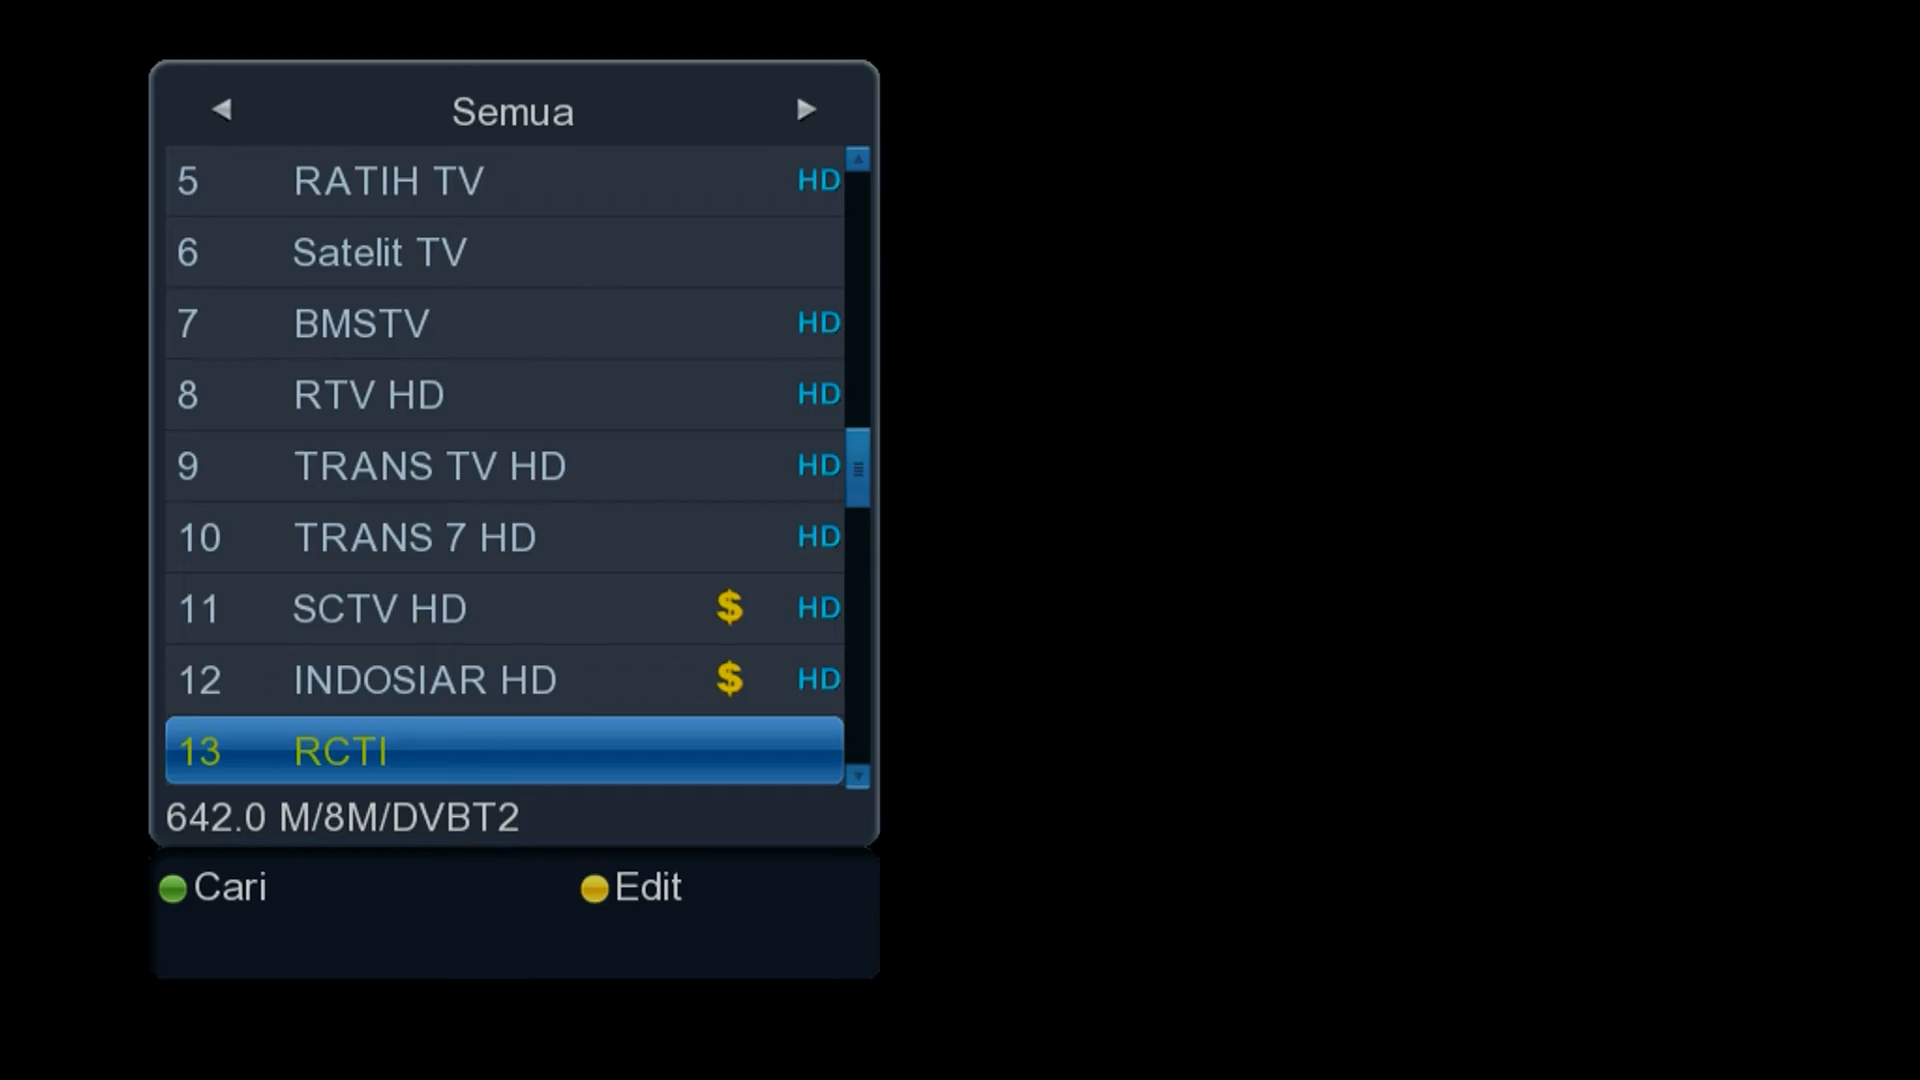 Semua
5 RATIH TV HD
6 Satelit TV
7 BMSTV HD
8 RTV HD HD
9 TRANS TV HD HD
10 TRANS 7 HD HD
11 SCTV HD $ HD
12 INDOSIAR HD $ HD
13 RCTI
642.0 M/8M/DVBT2
Cari Edit